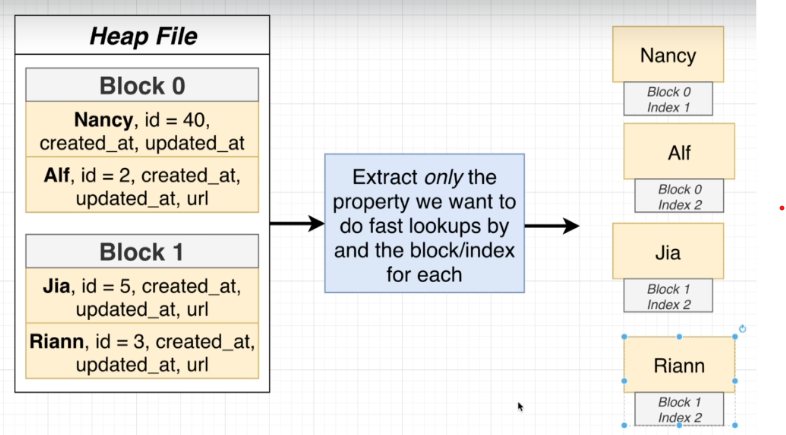 Heap File
Block 0
Nancy, id = 40,
created_at, updated_at
Alf, id = 2, created_at,
updated_at, url
Block 1
Jia, id = 5, created_at,
updated_at, url
Riann, id = 3, created_at,
updated_at, url
Extract only the
property we want to
do fast lookups by
and the block/index
for each
Nancy
Block 0
Index 1
Alf
Block 0
Index 2
Jia
Block 1
Index 2
Riann
Block 1
Index 2